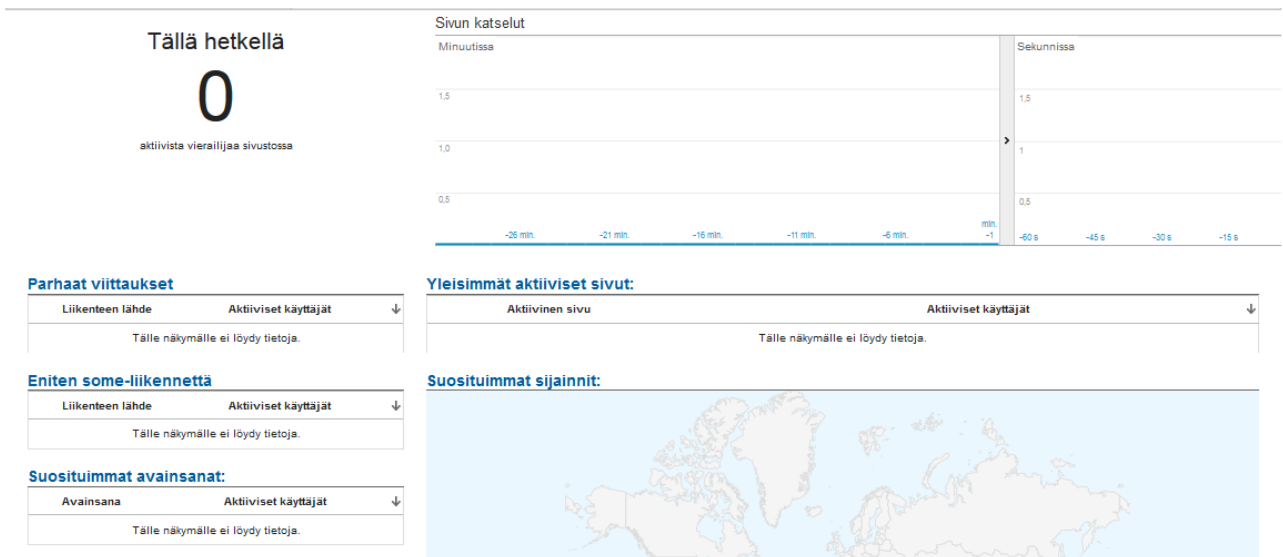 Tällä hetkellä
0
aktiivista vierailijaa sivustossa
Sivun katselut
Minuutissa
1,5
1,0
0,5
-26 min.
-21 min.
-16 min.
-11 min.
-6 min.
min.
-1
Sekunnissa
1,5
1
0,5
-60 s
-45 s
-30 s
-15 s
Parhaat viittaukset
Liikenteen lähde Aktiiviset käyttäjät
Tälle näkymälle ei löydy tietoja.
Yleisimmät aktiiviset sivut:
Aktiivinen sivu Aktiiviset käyttäjät
Tälle näkymälle ei löydy tietoja.
Eniten some-liikennettä
Liikenteen lähde Aktiiviset käyttäjät
Tälle näkymälle ei löydy tietoja.
Suosituimmat sijainnit:
Suosituimmat avainsanat:
Avainsana Aktiiviset käyttäjät
Tälle näkymälle ei löydy tietoja.